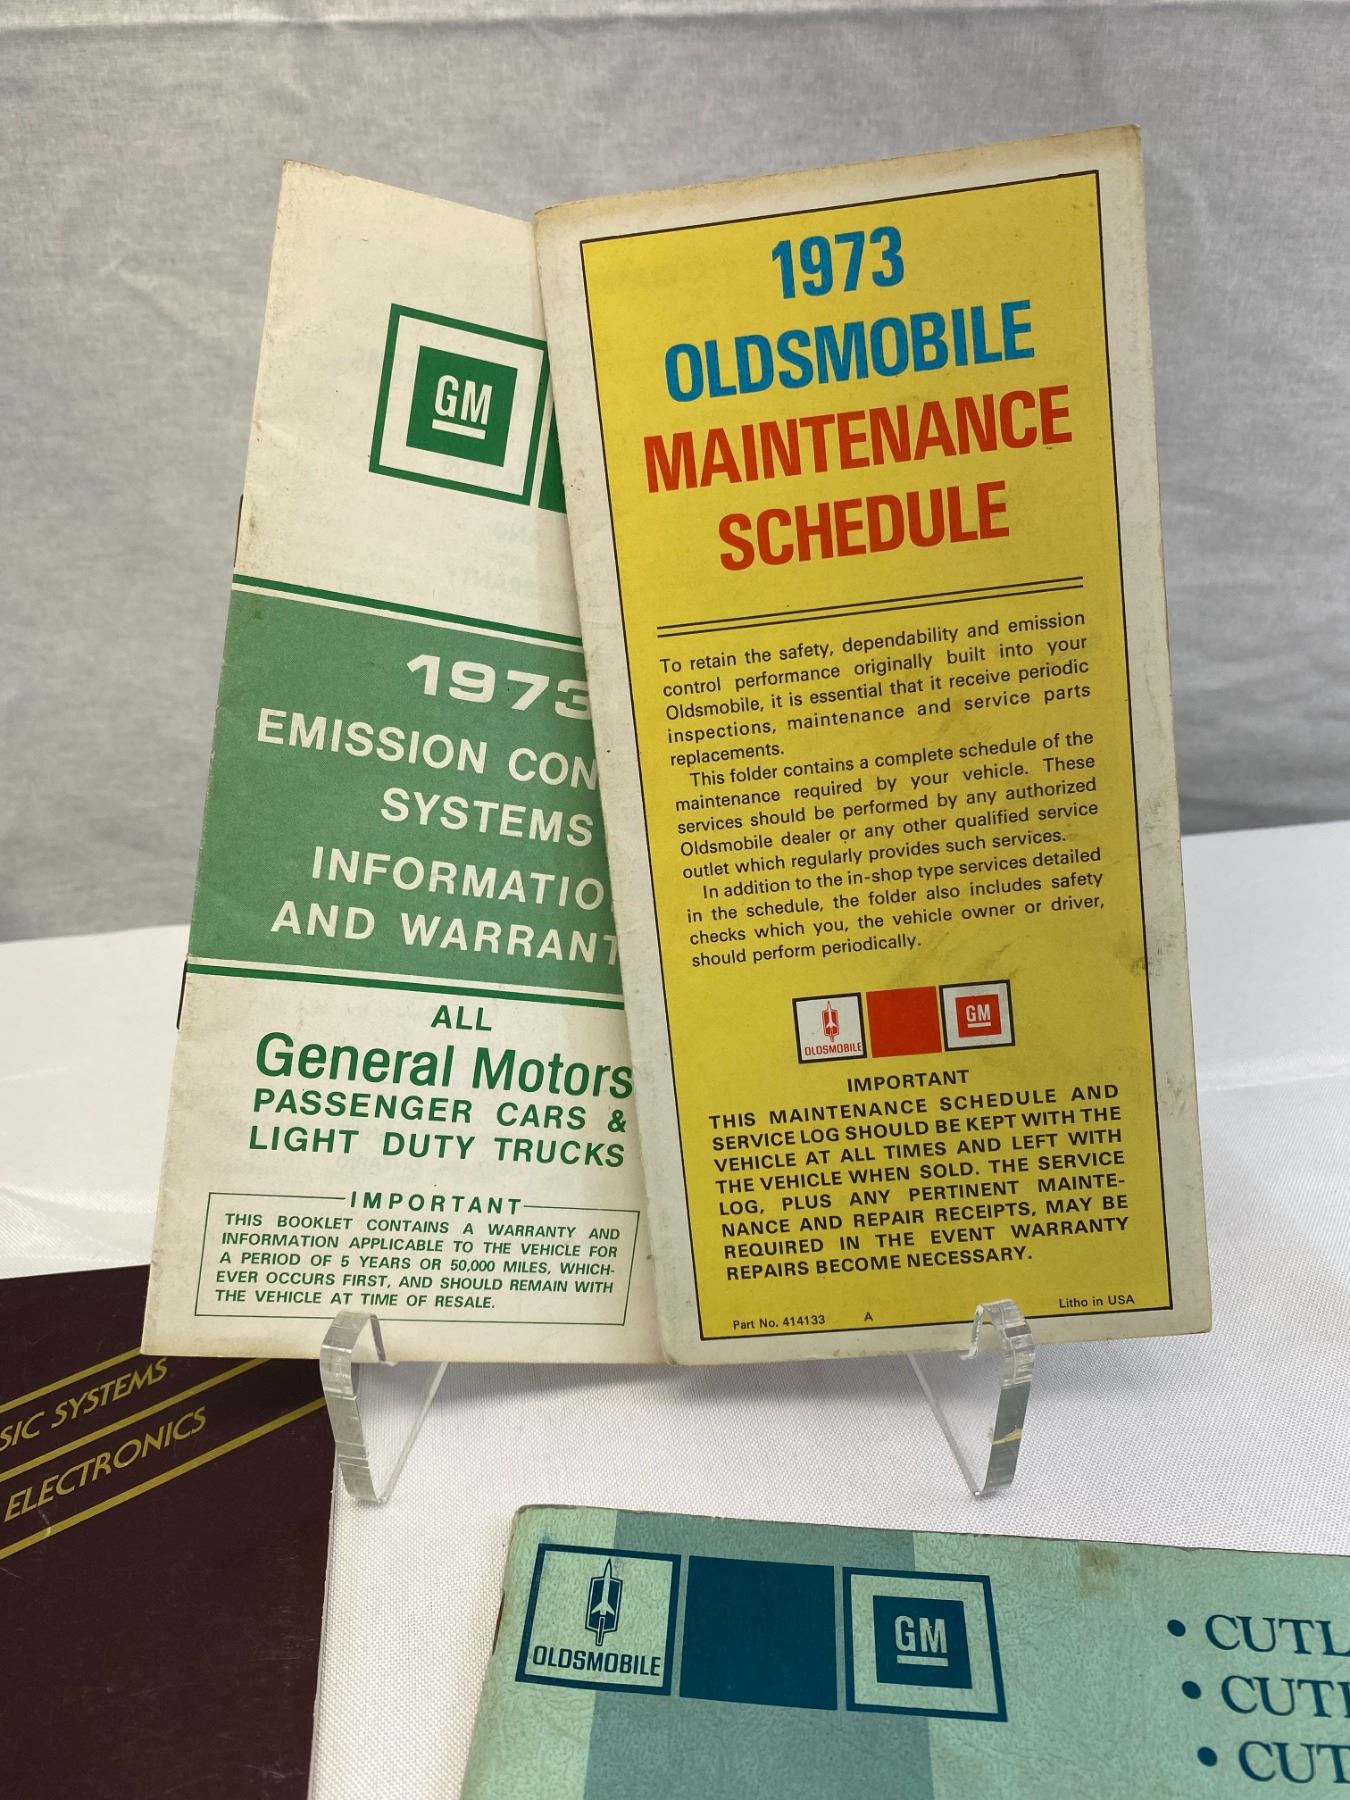 GM
1973
EMISSION CON
SYSTEMS
INFORMATIO
AND WARRANT
ALL
General Motors
PASSENGER CARS &
LIGHT DUTY TRUCKS
IMPORTANT
THIS BOOKLET CONTAINS A WARRANTY AND
INFORMATION APPLICABLE TO THE VEHICLE FOR
A PERIOD OF 5 YEARS OR 50,000 MILES, WHICH-
EVER OCCURS FIRST, AND SHOULD REMAIN WITH
THE VEHICLE AT TIME OF RESALE.
1973
OLDSMOBILE
MAINTENANCE
SCHEDULE
To retain the safety, dependability and emission
control performance originally built into your
Oldsmobile, it is essential that it receive periodic
inspections, maintenance and service parts
replacements.
This folder contains a complete schedule of the
maintenance required by your vehicle. These
services should be performed by any authorized
Oldsmobile dealer or any other qualified service
outlet which regularly provides such services.
In addition to the in-shop type services detailed
in the schedule, the folder also includes safety
checks which you, the vehicle owner or driver,
should perform periodically.
OLDSMOBILE GM
IMPORTANT
THIS MAINTENANCE SCHEDULE AND
SERVICE LOG SHOULD BE KEPT WITH THE
VEHICLE AT ALL TIMES AND LEFT WITH
THE VEHICLE WHEN SOLD. THE SERVICE
LOG, PLUS ANY PERTINENT MAINTE-
NANCE AND REPAIR RECEIPTS, MAY BE
REQUIRED IN THE EVENT WARRANTY
REPAIRS BECOME NECESSARY.
Part No. 414133 A Litho in USA
SIC SYSTEMS
ELECTRONICS
OLDSMOBILE GM
• CUTL
• CUTL
• CUT